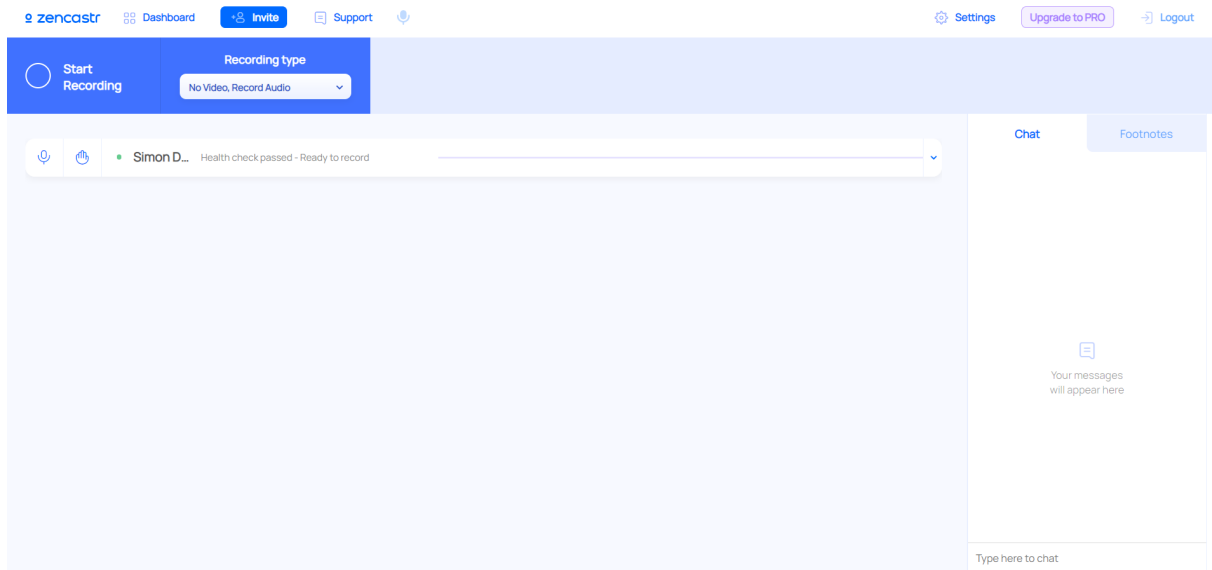 zencastr
Dashboard
Invite
Support
Settings
Upgrade to PRO
Logout
Start
Recording
Recording type
No Video, Record Audio
Simon D...
Health check passed - Ready to record
Chat
Footnotes
Your messages
will appear here
Type here to chat